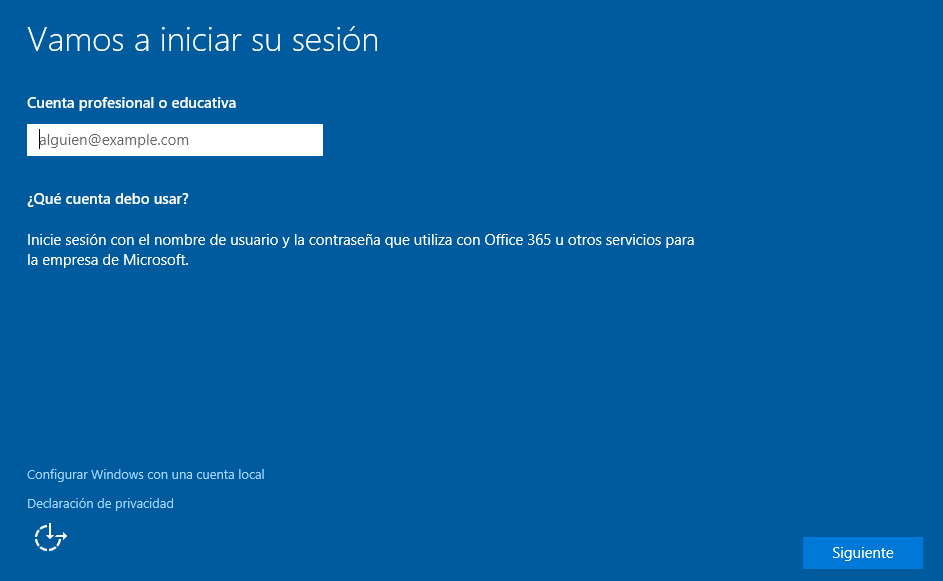 Vamos a iniciar su sesión
Cuenta profesional o educativa
alguien@example.com
¿Qué cuenta debo usar?
Inicie sesión con el nombre de usuario y la contraseña que utiliza con Office 365 u otros servicios para
la empresa de Microsoft.
Configurar Windows con una cuenta local
Declaración de privacidad
Siguiente